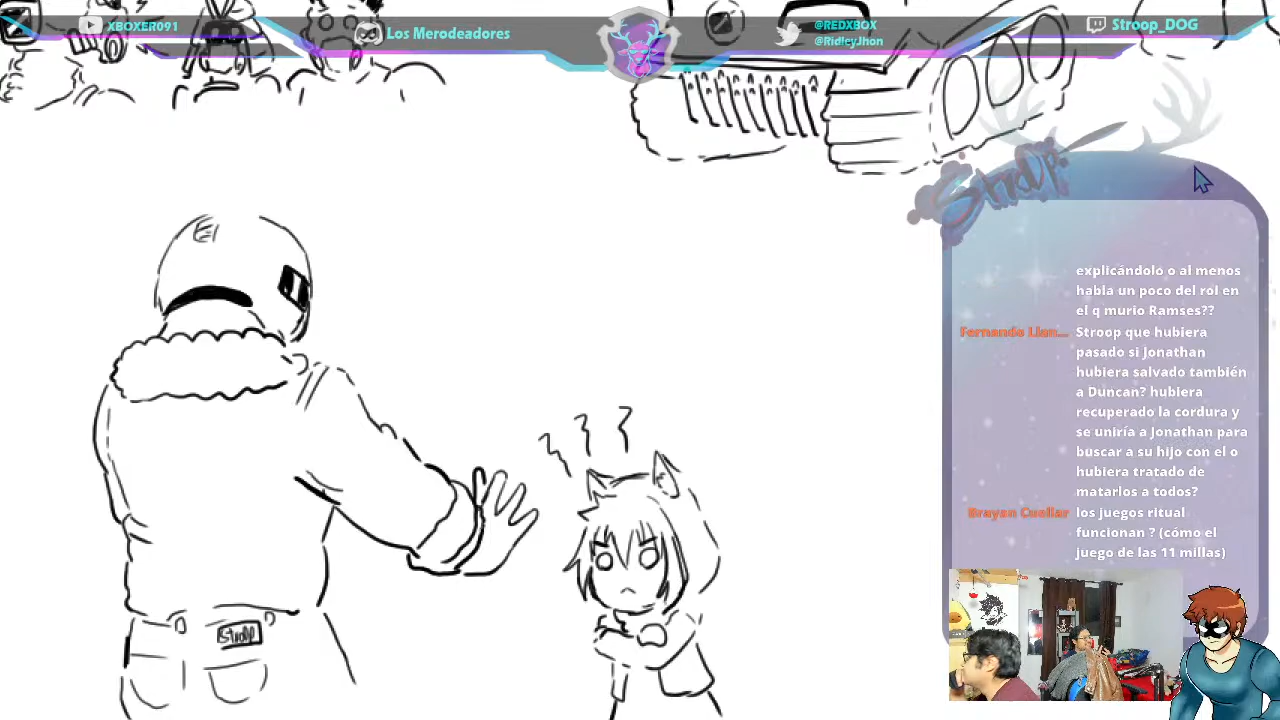 XBOXER091
Los Merodeadores
@REDXBOX
@RidleyJhon
Stroop_DOG
Stroop
explicándolo o al menos
habla un poco del rol en
el q murio Ramses??
Fernando Llan... Stroop que hubiera
pasado si Jonathan
hubiera salvado también
a Duncan? hubiera
recuperado la cordura y
se uniría a Jonathan para
buscar a su hijo con el o
hubiera tratado de
matarlos a todos?
Brayan Cuellar los juegos ritual
funcionan ? (cómo el
juego de las 11 millas)
Stroop